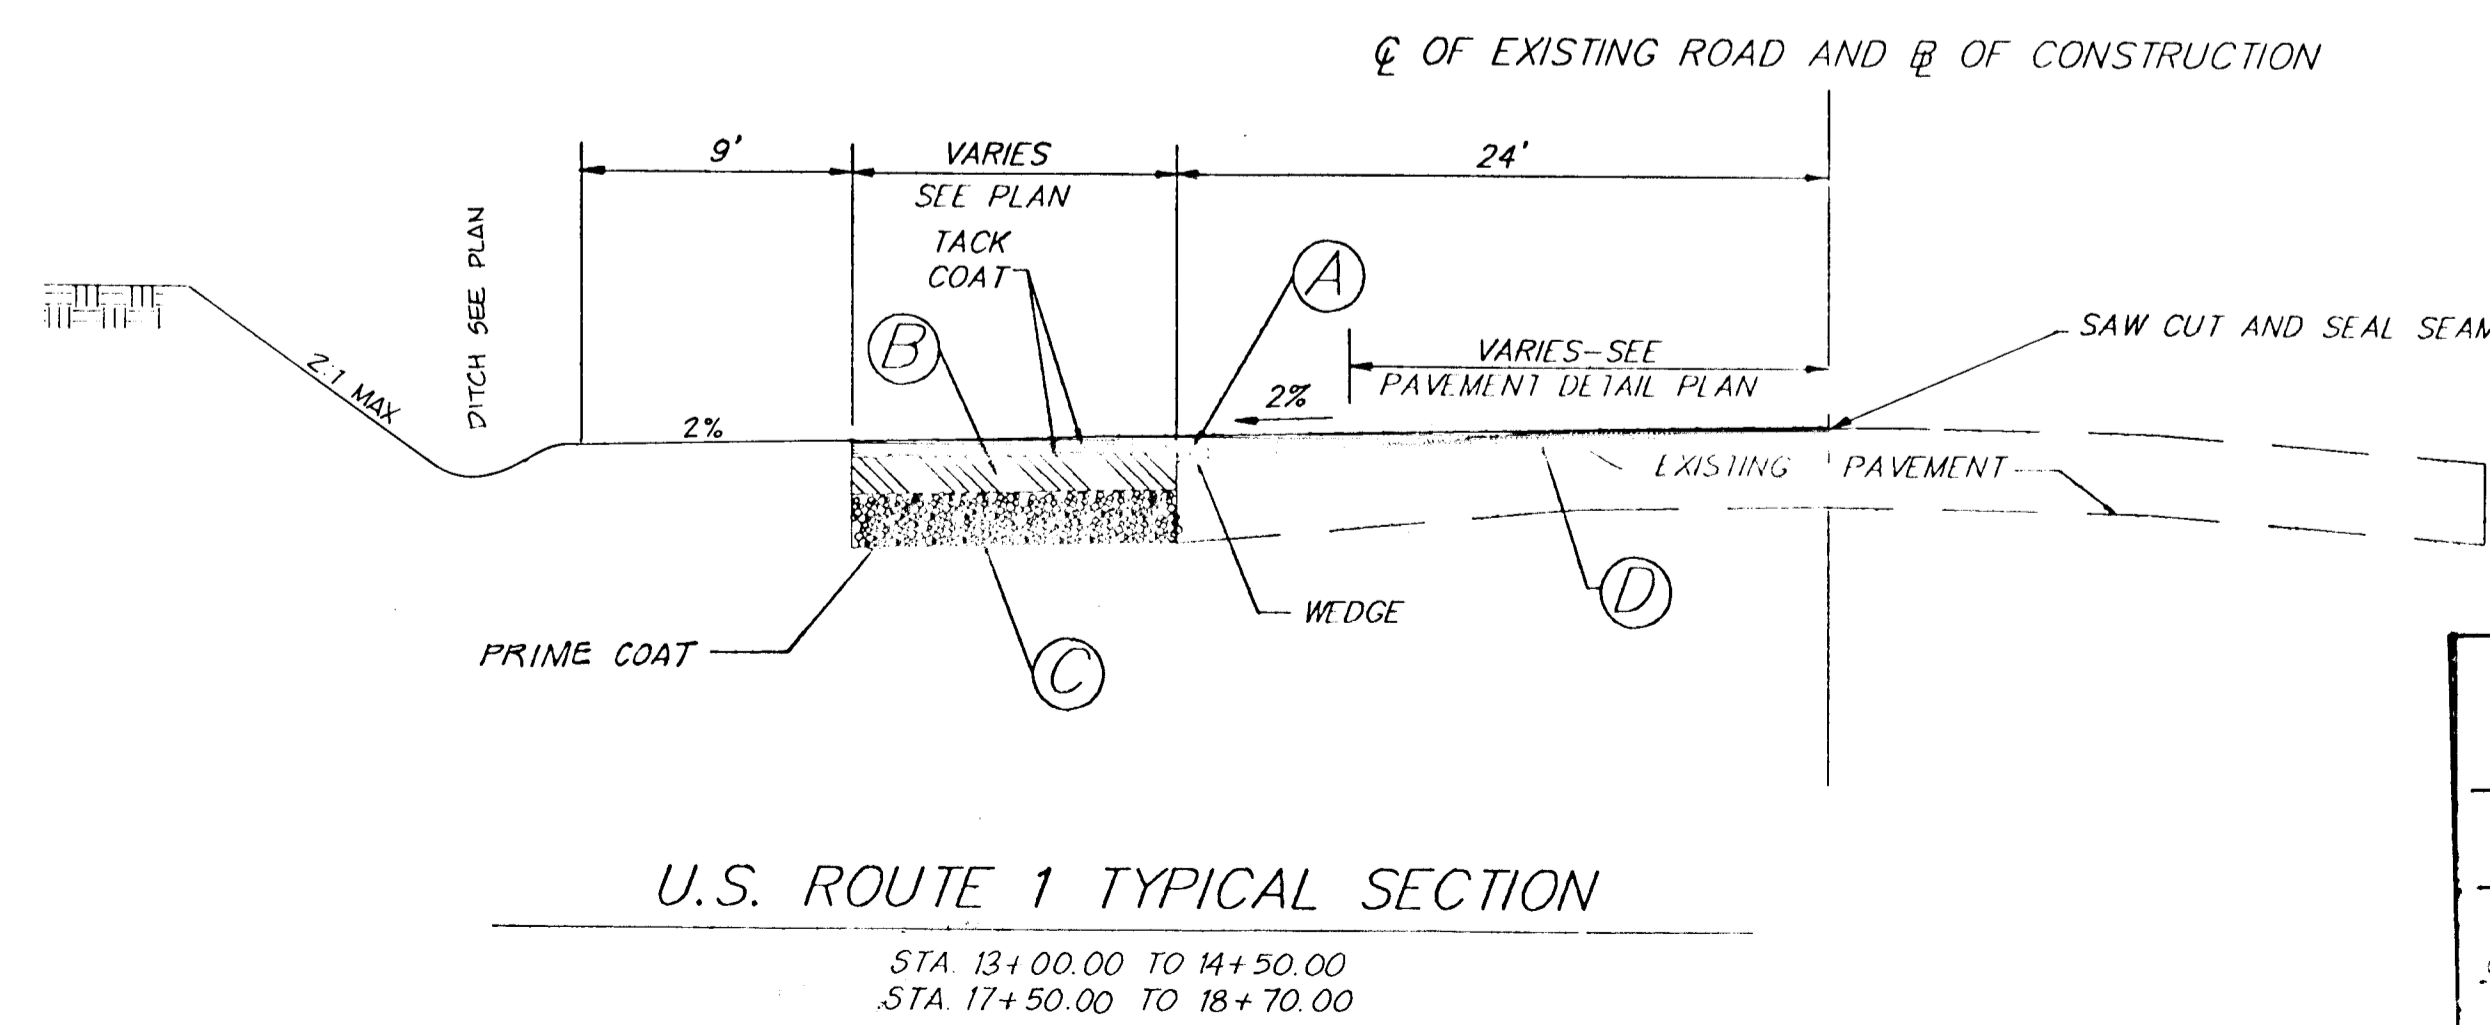 ℄ OF EXISTING ROAD AND BL OF CONSTRUCTION
9'
VARIES
SEE PLAN
24'
DITCH SEE PLAN
TACK
COAT
A
B
VARIES-SEE
PAVEMENT DETAIL PLAN
SAW CUT AND SEAL SEAM
2:1 MAX
2%
2%
EXISTING PAVEMENT
WEDGE
D
PRIME COAT
C
U.S. ROUTE 1 TYPICAL SECTION
STA. 13+00.00 TO 14+50.00
STA. 17+50.00 TO 18+70.00